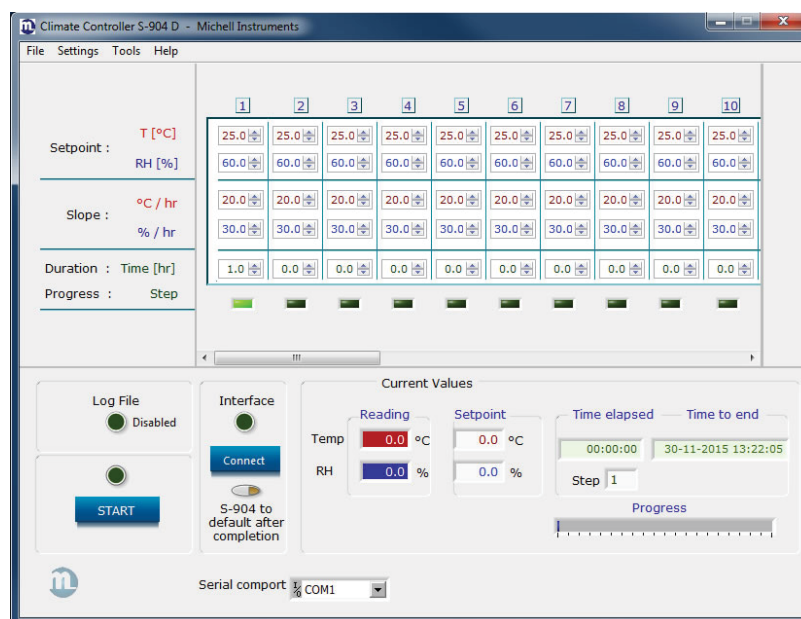 Climate Controller S-904 D - Michell Instruments
File Settings Tools Help
1 2 3 4 5 6 7 8 9 10
Setpoint :
T [°C] 25.0 25.0 25.0 25.0 25.0 25.0 25.0 25.0 25.0 25.0
RH [%] 60.0 60.0 60.0 60.0 60.0 60.0 60.0 60.0 60.0 60.0
Slope :
°C / hr 20.0 20.0 20.0 20.0 20.0 20.0 20.0 20.0 20.0 20.0
% / hr 30.0 30.0 30.0 30.0 30.0 30.0 30.0 30.0 30.0 30.0
Duration : Time [hr] 1.0 0.0 0.0 0.0 0.0 0.0 0.0 0.0 0.0 0.0
Progress : Step
Log File
Disabled
START
Interface
Connect
S-904 to
default after
completion
Current Values
Reading Setpoint
Temp 0.0 °C 0.0 °C
RH 0.0 % 0.0 %
Time elapsed Time to end
00:00:00 30-11-2015 13:22:05
Step 1
Progress
Serial comport COM1